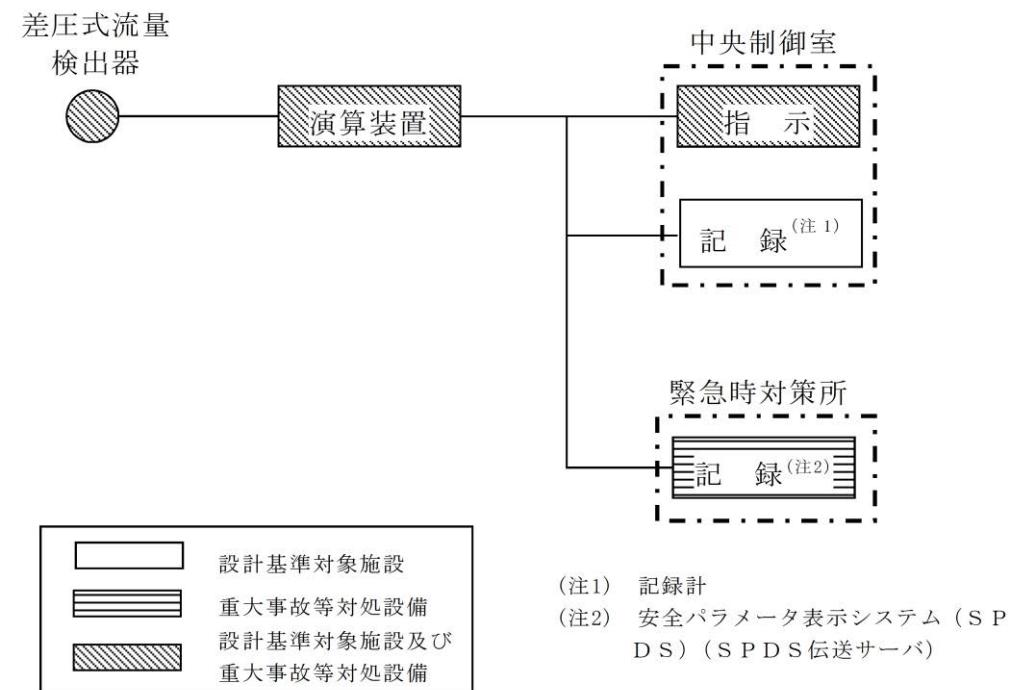 差圧式流量
検出器
演算装置
中央制御室
指　示
記　録(注 1)
緊急時対策所
記　録(注2)
設計基準対象施設
重大事故等対処設備
設計基準対象施設及び
重大事故等対処設備
(注1)　記録計
(注2)　安全パラメータ表示システム（ＳＰ
ＤＳ）（ＳＰＤＳ伝送サーバ）